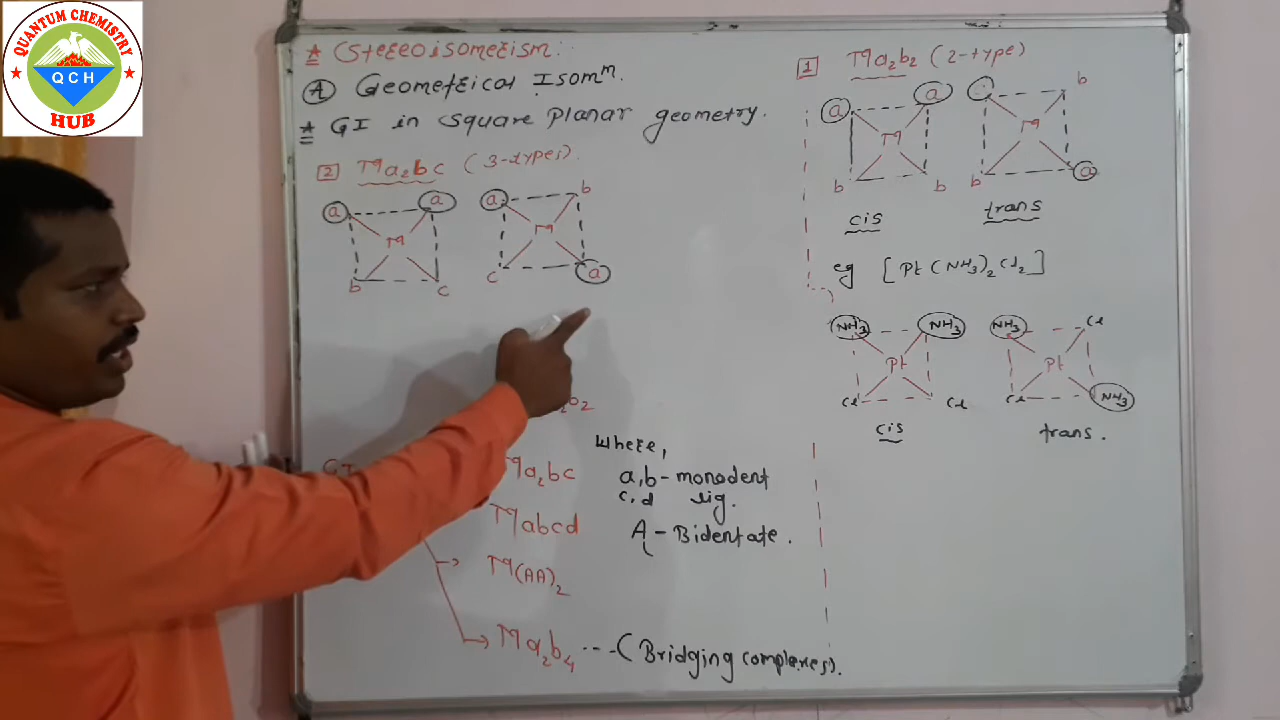 QUANTUM CHEMISTRY
QCH
HUB
* Stereoisomerism:
A Geometrical Isomᵐ.
* GI in square planar geometry.
2 Ma₂bc (3-types).
a a
M
b c
a b
M
c a
GI
Ma₂bc
Mabcd
M(AA)₂
Ma₂b₄ ---(Bridging complexes).
Where,
a,b - monodent
c,d lig.
A - Bidentate.
1 Ma₂b₂ (2-type)
a a
M
b b
cis
b
M
b a
trans
eg [Pt(NH₃)₂Cl₂]
NH₃ NH₃
Pt
Cl Cl
cis
NH₃ Cl
Pt
Cl NH₃
trans.